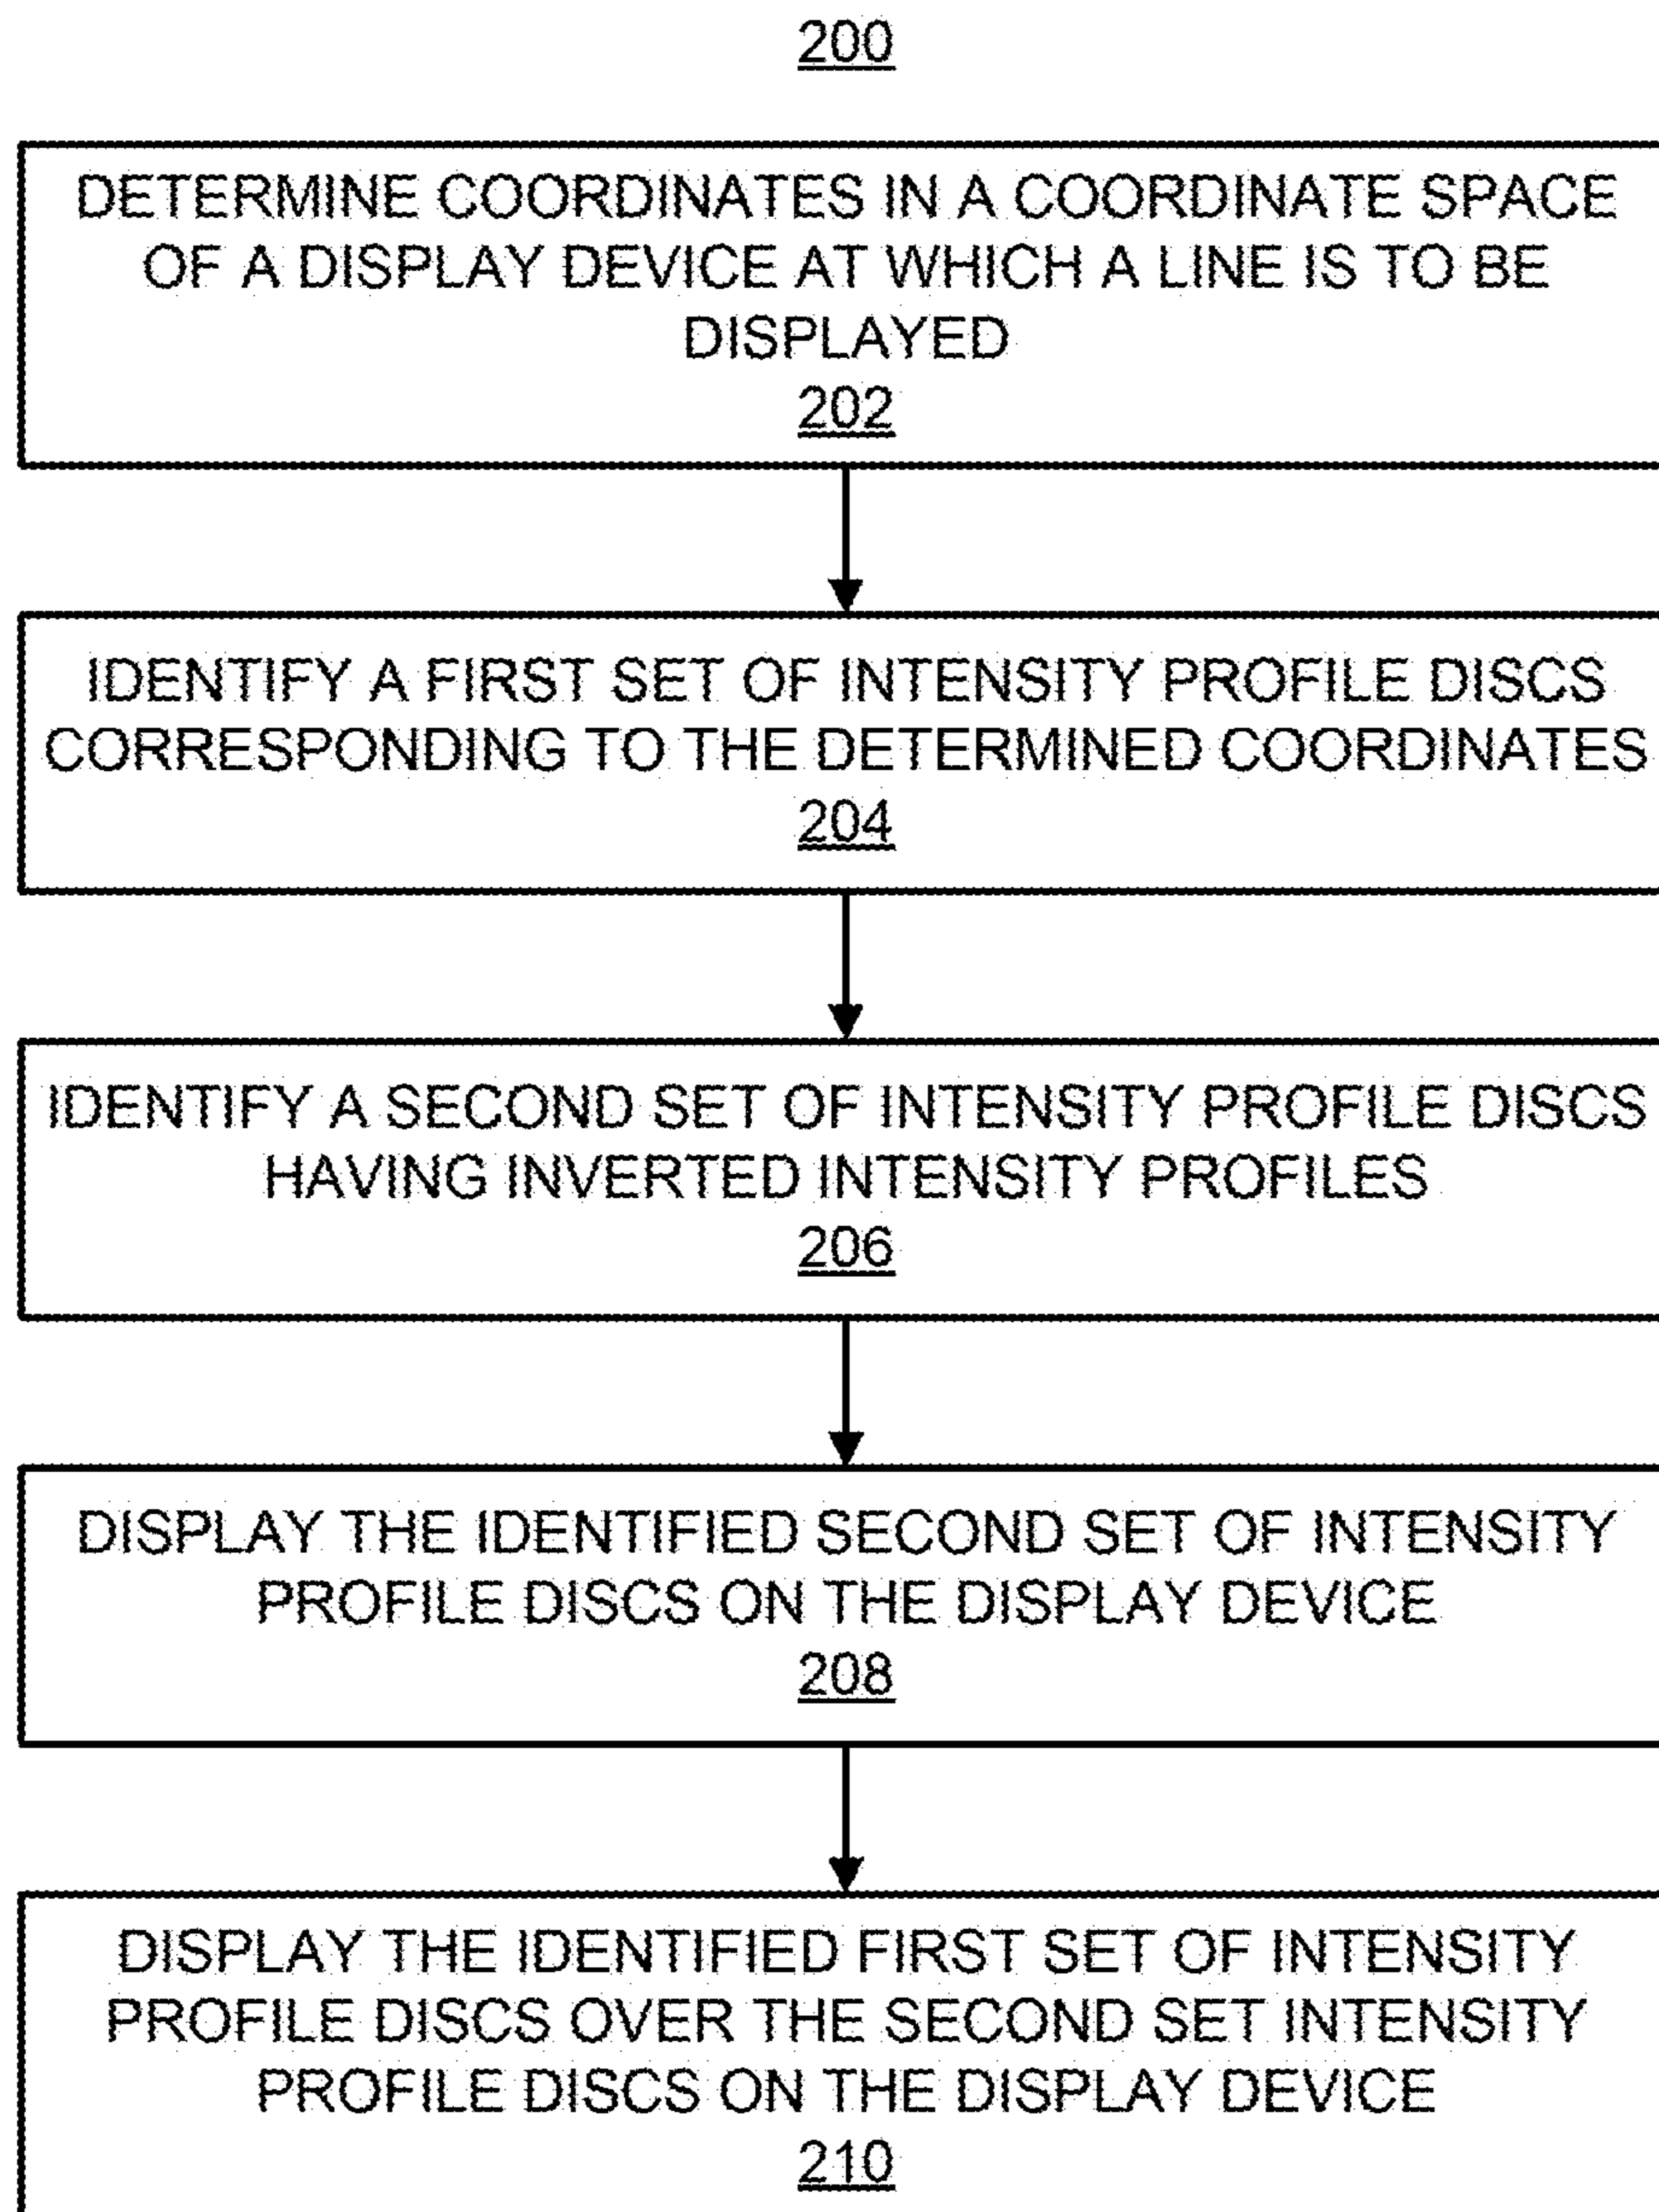 200
DETERMINE COORDINATES IN A COORDINATE SPACE
OF A DISPLAY DEVICE AT WHICH A LINE IS TO BE
DISPLAYED
202
IDENTIFY A FIRST SET OF INTENSITY PROFILE DISCS
CORRESPONDING TO THE DETERMINED COORDINATES
204
IDENTIFY A SECOND SET OF INTENSITY PROFILE DISCS
HAVING INVERTED INTENSITY PROFILES
206
DISPLAY THE IDENTIFIED SECOND SET OF INTENSITY
PROFILE DISCS ON THE DISPLAY DEVICE
208
DISPLAY THE IDENTIFIED FIRST SET OF INTENSITY
PROFILE DISCS OVER THE SECOND SET INTENSITY
PROFILE DISCS ON THE DISPLAY DEVICE
210